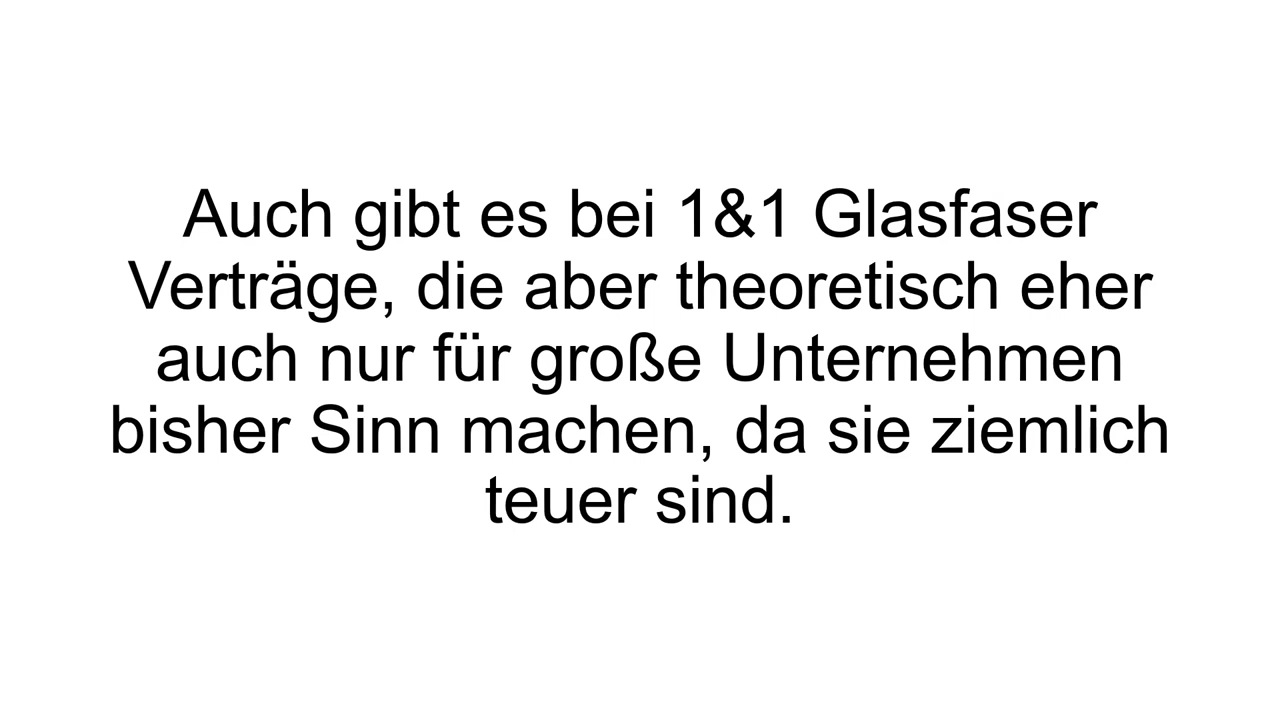 Auch gibt es bei 1&1 Glasfaser
Verträge, die aber theoretisch eher
auch nur für große Unternehmen
bisher Sinn machen, da sie ziemlich
teuer sind.